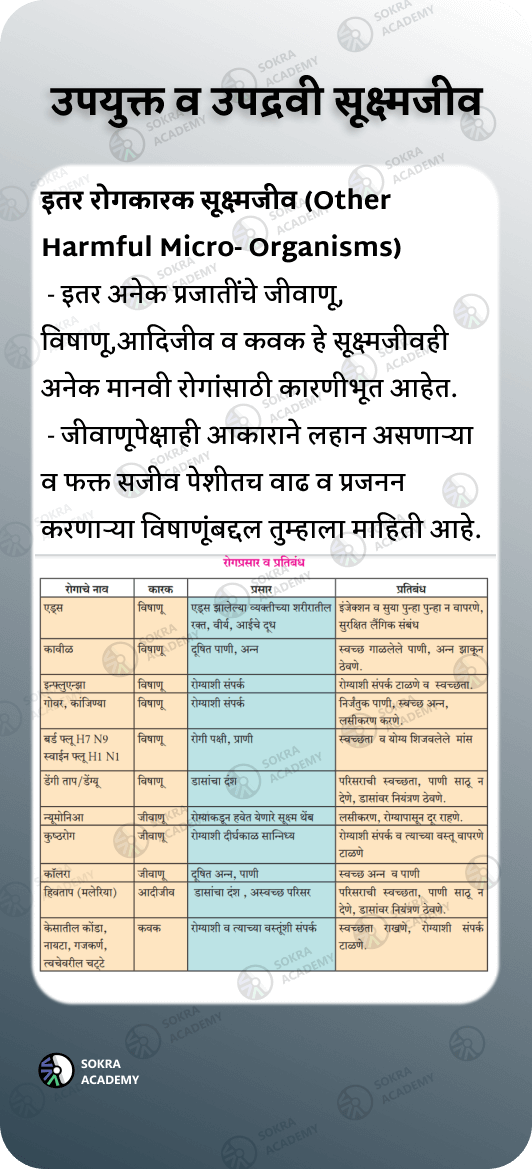 उपयुक्त व उपद्रवी सूक्ष्मजीव
इतर रोगकारक सूक्ष्मजीव (Other
Harmful Micro- Organisms)
- इतर अनेक प्रजातींचे जीवाणू,
विषाणू,आदिजीव व कवक हे सूक्ष्मजीवही
अनेक मानवी रोगांसाठी कारणीभूत आहेत.
- जीवाणूपेक्षाही आकाराने लहान असणाऱ्या
व फक्त सजीव पेशीतच वाढ व प्रजनन
करणाऱ्या विषाणूंबद्दल तुम्हाला माहिती आहे.
रोगप्रसार व प्रतिबंध
रोगाचे नाव कारक प्रसार प्रतिबंध
एड्स विषाणू एड्स झालेल्या व्यक्तीच्या शरीरातील इंजेक्शन व सुया पुन्हा पुन्हा न वापरणे,
रक्त, वीर्य, आईचे दूध सुरक्षित लैंगिक संबंध
कावीळ विषाणू दूषित पाणी, अन्न स्वच्छ गाळलेले पाणी, अन्न झाकून
ठेवणे.
इन्फ्लुएन्झा विषाणू रोग्याशी संपर्क रोग्याशी संपर्क टाळणे व स्वच्छता.
गोवर, कांजिण्या विषाणू रोग्याशी संपर्क निर्जंतुक पाणी, स्वच्छ अन्न,
लसीकरण करणे.
बर्ड फ्लू H7 N9 विषाणू रोगी पक्षी, प्राणी स्वच्छता व योग्य शिजवलेले मांस
स्वाईन फ्लू H1 N1
डेंगी ताप/डेंग्यू विषाणू डासांचा दंश परिसराची स्वच्छता, पाणी साठू न
देणे, डासांवर नियंत्रण ठेवणे.
न्यूमोनिआ जीवाणू रोग्यांकडून हवेत येणारे सूक्ष्म थेंब लसीकरण, रोग्यापासून दूर राहणे.
कुष्ठरोग जीवाणू रोग्याशी दीर्घकाळ सान्निध्य रोग्याशी संपर्क व त्याच्या वस्तू वापरणे
टाळणे
कॉलरा जीवाणू दूषित अन्न, पाणी स्वच्छ अन्न व पाणी
हिवताप (मलेरिया) आदीजीव डासांचा दंश , अस्वच्छ परिसर परिसराची स्वच्छता, पाणी साठू न
देणे, डासांवर नियंत्रण ठेवणे.
केसातील कोंडा, कवक रोग्याशी व त्याच्या वस्तूंशी संपर्क स्वच्छता राखणे, रोग्याशी संपर्क
नायटा, गजकर्ण, टाळणे.
त्वचेवरील चट्टे
SOKRA
ACADEMY